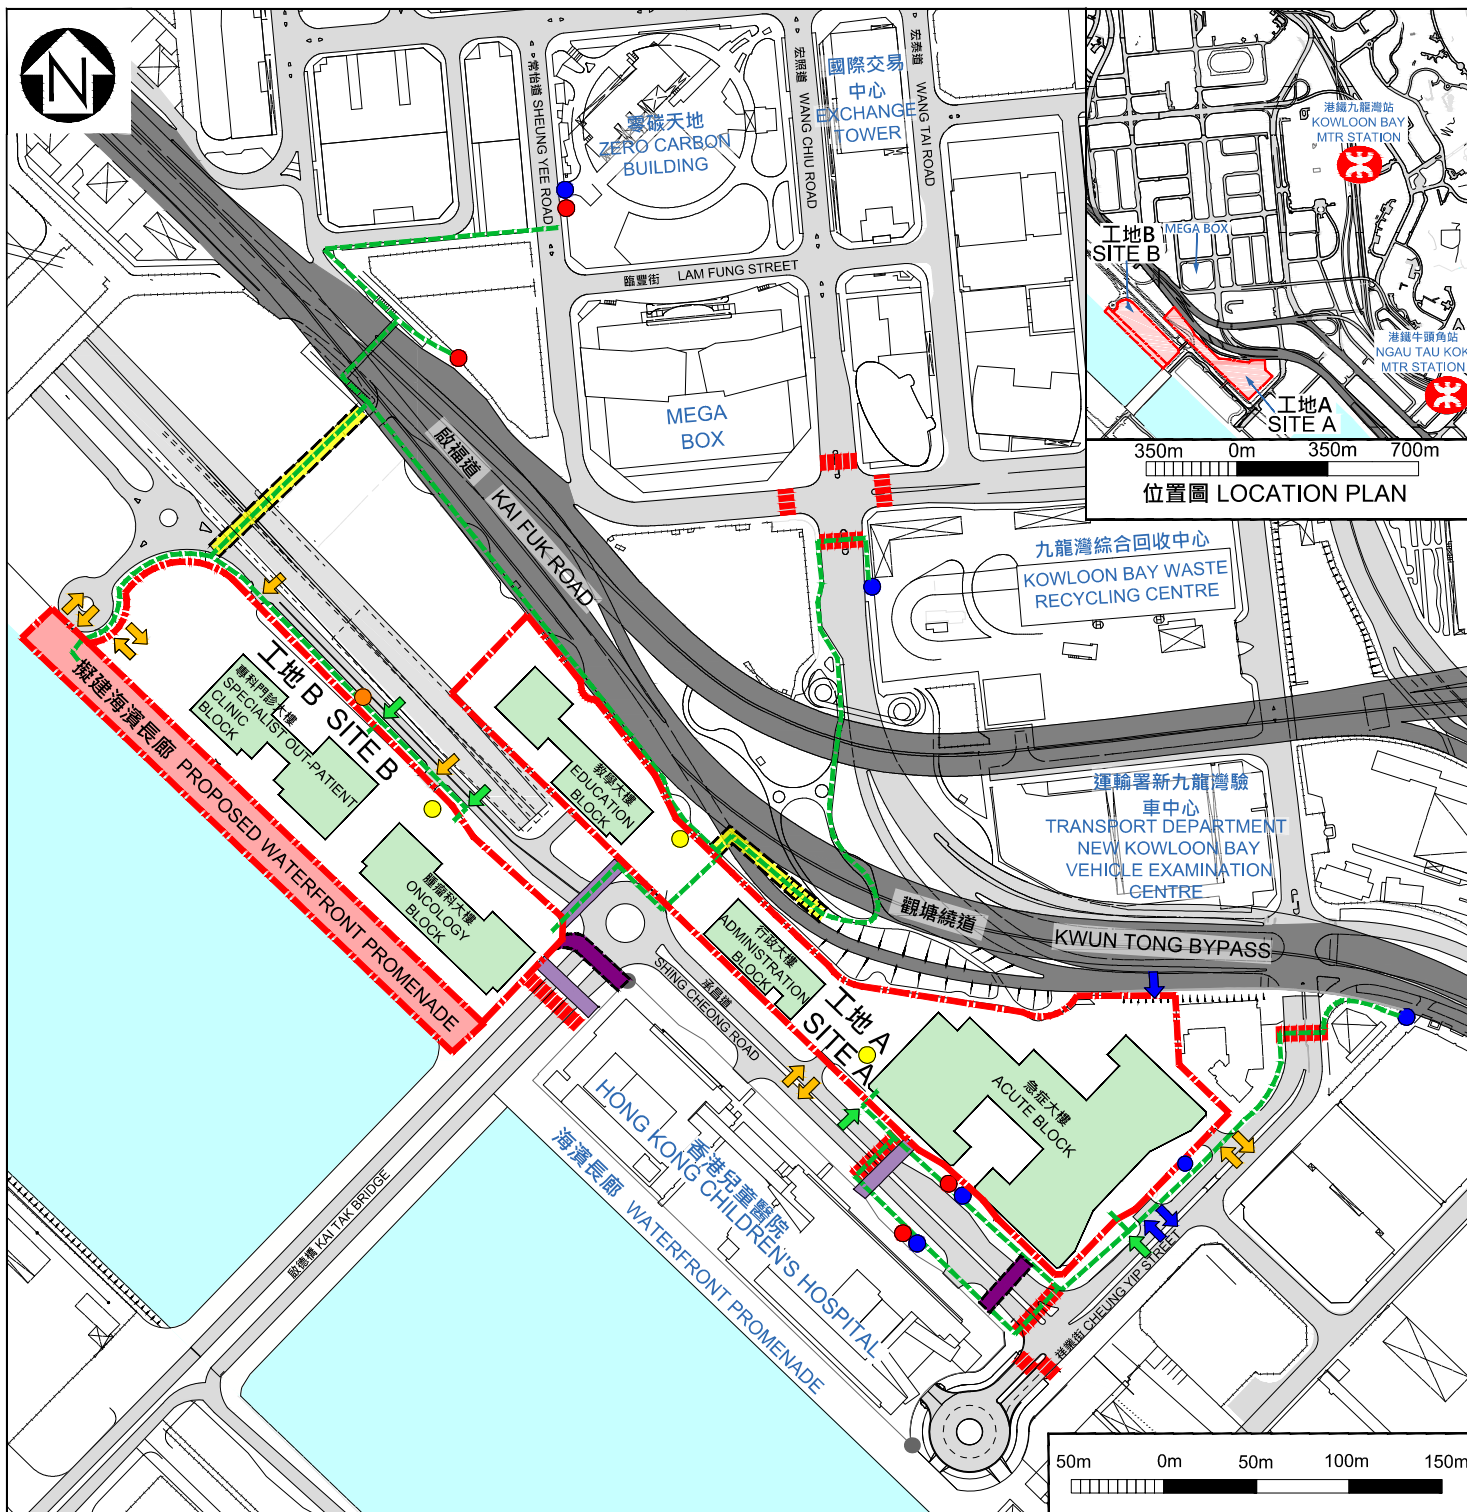 N
常怡道 SHEUNG YEE ROAD
零碳天地
ZERO CARBON
BUILDING
宏照道 WANG CHIU ROAD
國際交易
中心
EXCHANGE
TOWER
宏泰道 WANG TAI ROAD
臨豐街 LAM FUNG STREET
MEGA
BOX
港鐵九龍灣站
KOWLOON BAY
MTR STATION
工地B
SITE B
MEGA BOX
港鐵牛頭角站
NGAU TAU KOK
MTR STATION
工地A
SITE A
350m 0m 350m 700m
位置圖 LOCATION PLAN
啟福道 KAI FUK ROAD
九龍灣綜合回收中心
KOWLOON BAY WASTE
RECYCLING CENTRE
運輸署新九龍灣驗
車中心
TRANSPORT DEPARTMENT
NEW KOWLOON BAY
VEHICLE EXAMINATION
CENTRE
觀塘繞道
KWUN TONG BYPASS
工地 B SITE B
專科門診大樓
SPECIALIST OUT-PATIENT
CLINIC
BLOCK
擬建海濱長廊 PROPOSED WATERFRONT PROMENADE
腫瘤科大樓
ONCOLOGY
BLOCK
教學大樓
EDUCATION
BLOCK
行政大樓
ADMINISTRATION
BLOCK
工地 A
SITE A
急症大樓
ACUTE BLOCK
承昌道
SHING CHEONG ROAD
香港兒童醫院
HONG KONG CHILDREN'S HOSPITAL
海濱長廊 WATERFRONT PROMENADE
啟德橋 KAI TAK BRIDGE
祥業街 CHEUNG YIP STREET
50m 0m 50m 100m 150m